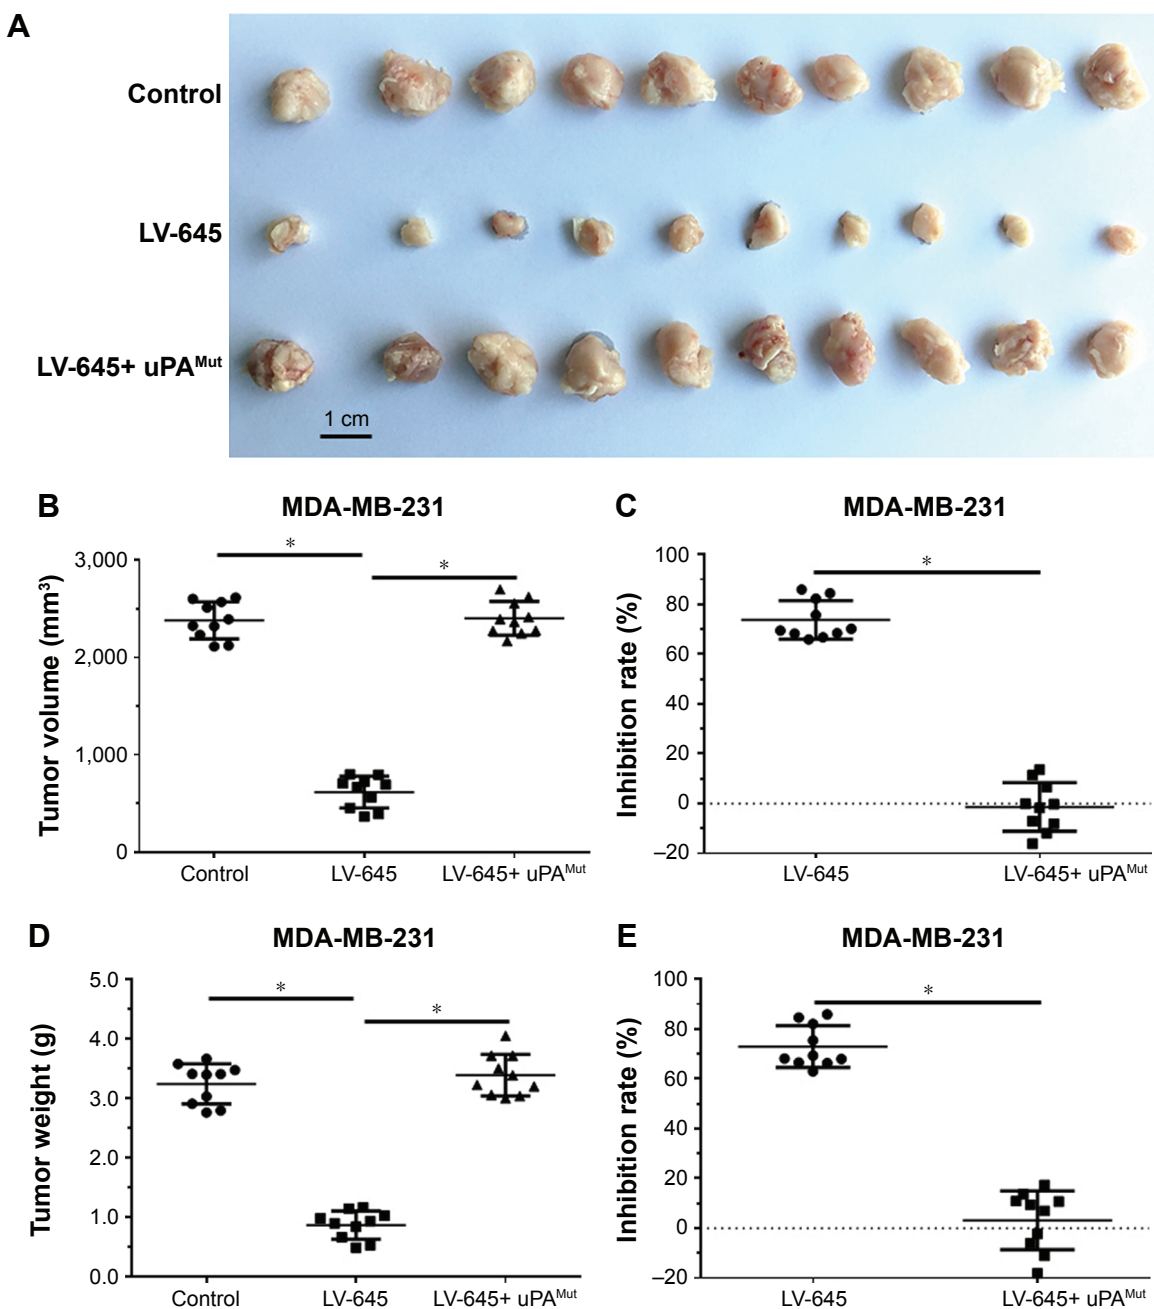 A
Control
LV-645
LV-645+ uPAMut
1 cm
B
MDA-MB-231
*
*
Tumor volume (mm3)
3,000
2,000
1,000
0
Control
LV-645
LV-645+ uPAMut
C
MDA-MB-231
*
Inhibition rate (%)
100
80
60
40
20
0
–20
LV-645
LV-645+ uPAMut
D
MDA-MB-231
*
*
Tumor weight (g)
5.0
4.0
3.0
2.0
1.0
0.0
Control
LV-645
LV-645+ uPAMut
E
MDA-MB-231
*
Inhibition rate (%)
100
80
60
40
20
0
–20
LV-645
LV-645+ uPAMut